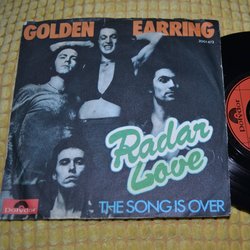 GOLDEN EARRING
Radar
Love
THE SONG IS OVER
Polydor